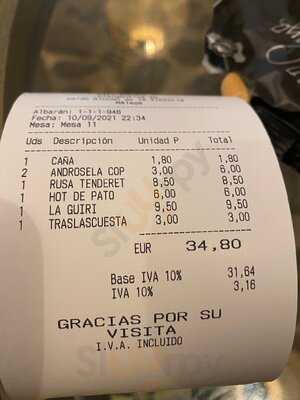 Málaga
Albarán: 1-1-1-946
Fecha: 10/09/2021 22:34
Mesa: Mesa 11
Uds Descripción Unidad P Total
1 CAÑA 1,80 1,80
2 ANDROSELA COP 3,00 6,00
1 RUSA TENDERET 8,50 8,50
1 HOT DE PATO 6,00 6,00
1 LA GUIRI 9,50 9,50
1 TRASLASCUESTA 3,00 3,00
EUR 34,80
Base IVA 10% 31,64
IVA 10% 3,16
GRACIAS POR SU
VISITA
I.V.A. INCLUIDO